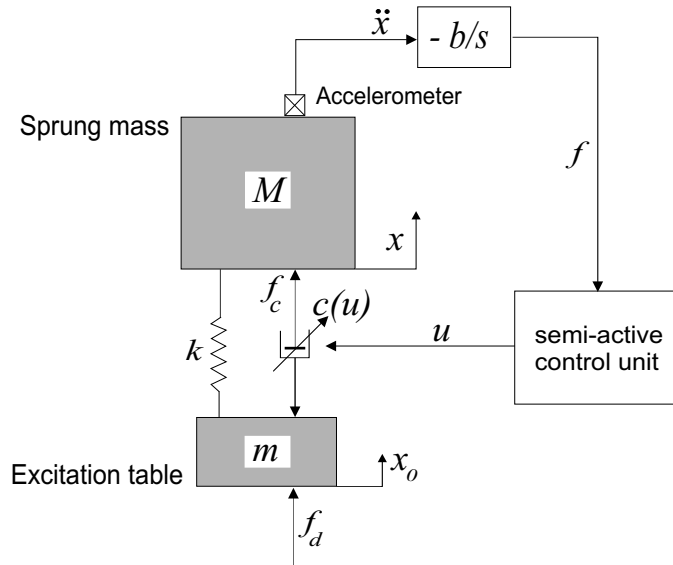 ẍ
- b/s
Accelerometer
Sprung mass
M
f
x
f_c
c(u)
k
u
semi-active
control unit
m
x_o
Excitation table
f_d